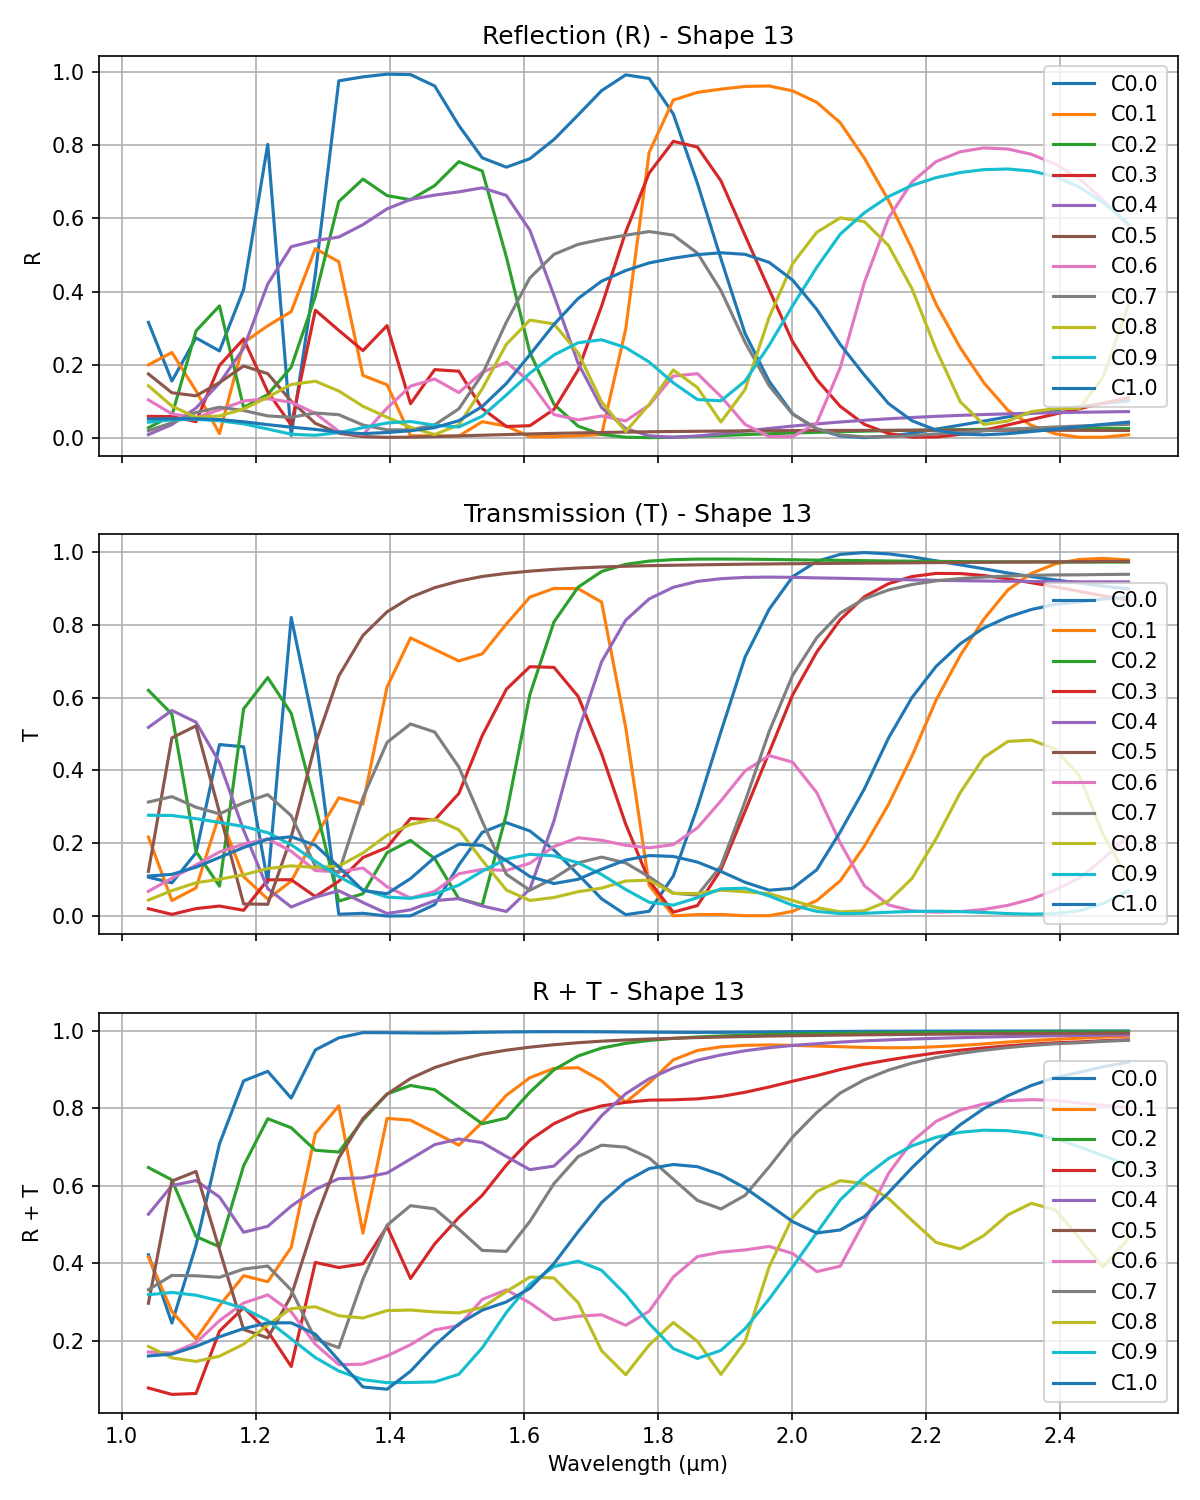 Reflection (R) - Shape 13
1.0
0.8
0.6
0.4
0.2
0.0
R
C0.0
C0.1
C0.2
C0.3
C0.4
C0.5
C0.6
C0.7
C0.8
C0.9
C1.0
Transmission (T) - Shape 13
1.0
0.8
0.6
0.4
0.2
0.0
T
C0.0
C0.1
C0.2
C0.3
C0.4
C0.5
C0.6
C0.7
C0.8
C0.9
C1.0
R + T - Shape 13
1.0
0.8
0.6
0.4
0.2
R + T
C0.0
C0.1
C0.2
C0.3
C0.4
C0.5
C0.6
C0.7
C0.8
C0.9
C1.0
1.0 1.2 1.4 1.6 1.8 2.0 2.2 2.4
Wavelength (μm)